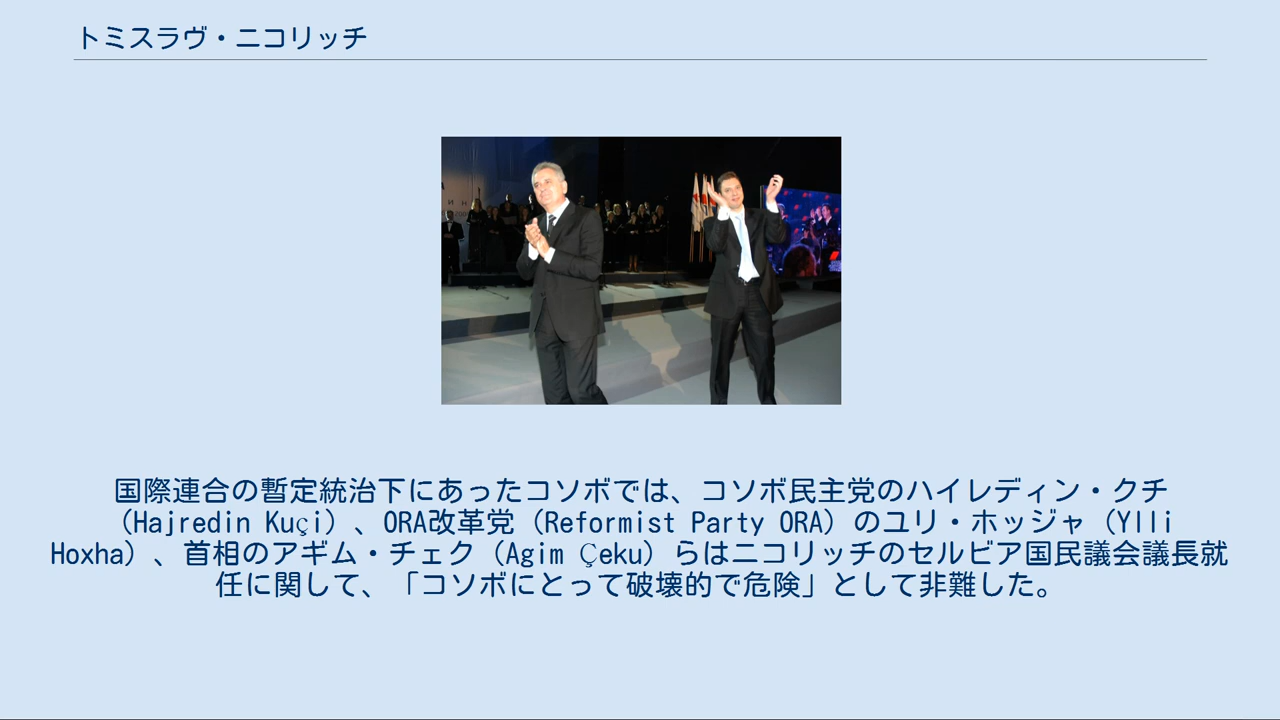 トミスラヴ・ニコリッチ
国際連合の暫定統治下にあったコソボでは、コソボ民主党のハイレディン・クチ
（Hajredin Kuçi）、ORA改革党（Reformist Party ORA）のユリ・ホッジャ（Ylli
Hoxha）、首相のアギム・チェク（Agim Çeku）らはニコリッチのセルビア国民議会議長就
任に関して、「コソボにとって破壊的で危険」として非難した。